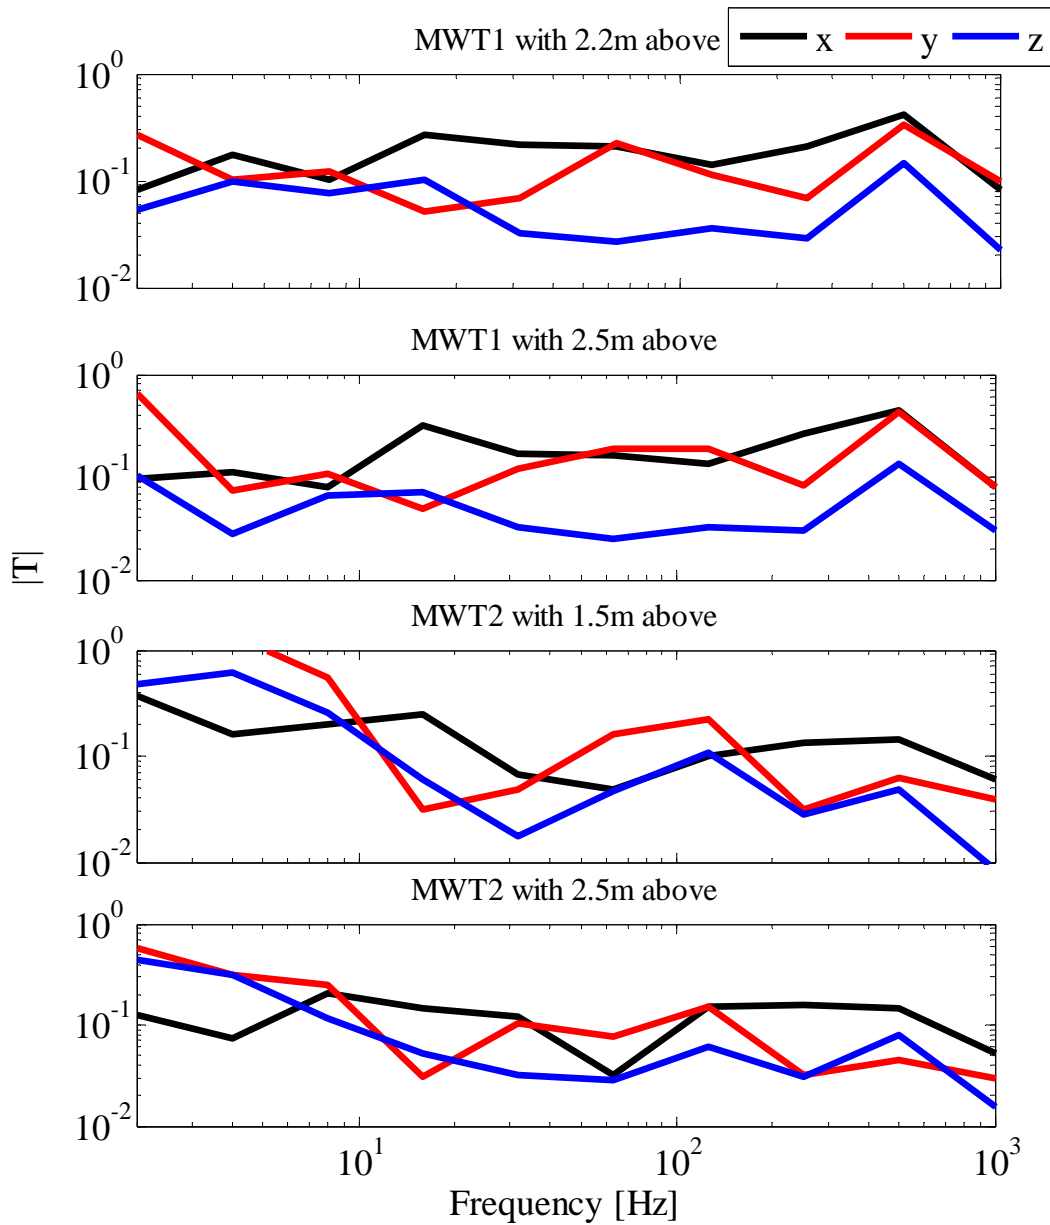 MWT1 with 2.2m above
x y z
10^0
10^-1
10^-2
MWT1 with 2.5m above
10^0
10^-1
10^-2
|T|
MWT2 with 1.5m above
10^0
10^-1
10^-2
MWT2 with 2.5m above
10^0
10^-1
10^-2
10^1 10^2 10^3
Frequency [Hz]